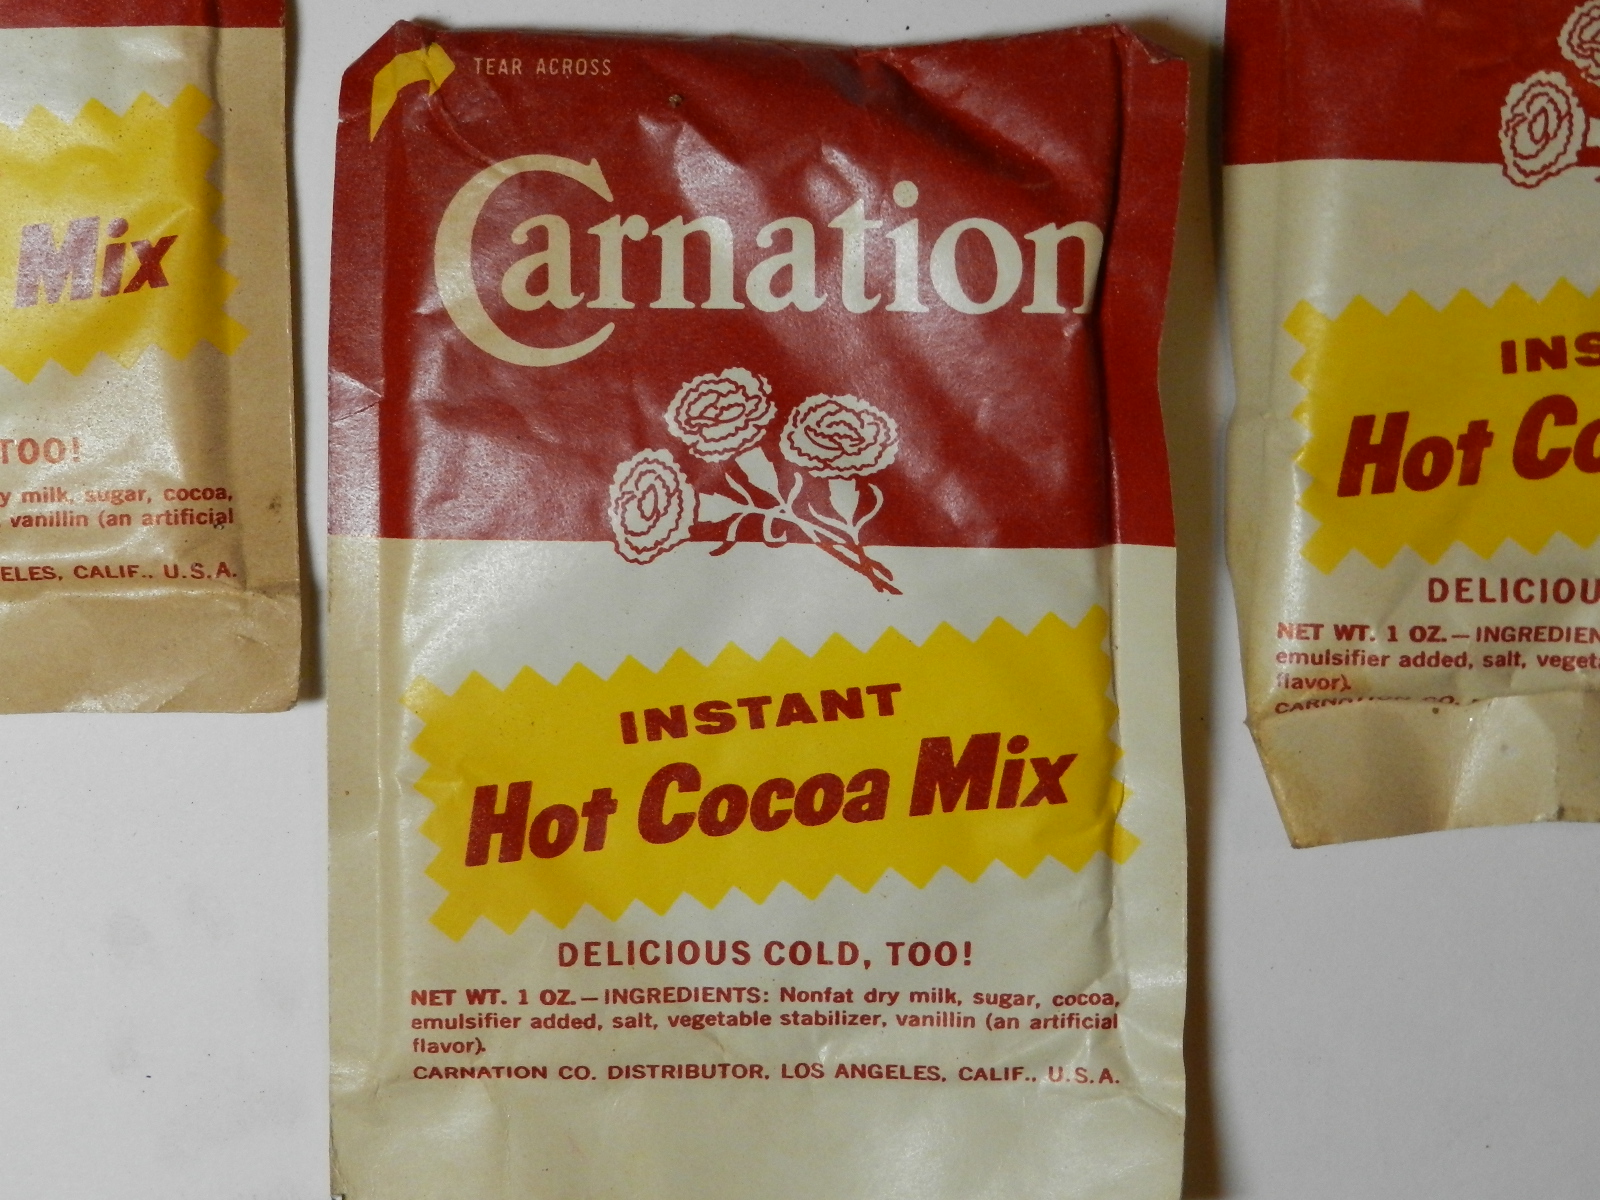 TEAR ACROSS
Carnation
INSTANT
Hot Cocoa Mix
DELICIOUS COLD, TOO!
NET WT. 1 OZ.—INGREDIENTS: Nonfat dry milk, sugar, cocoa,
emulsifier added, salt, vegetable stabilizer, vanillin (an artificial
flavor).
CARNATION CO. DISTRIBUTOR, LOS ANGELES, CALIF., U.S.A.
Mix
TOO!
y milk, sugar, cocoa,
vanillin (an artificial
ELES, CALIF., U.S.A.
INS
Hot Co
DELICIOU
NET WT. 1 OZ.—INGREDIEN
emulsifier added, salt, veget
flavor).
CARNATION CO.